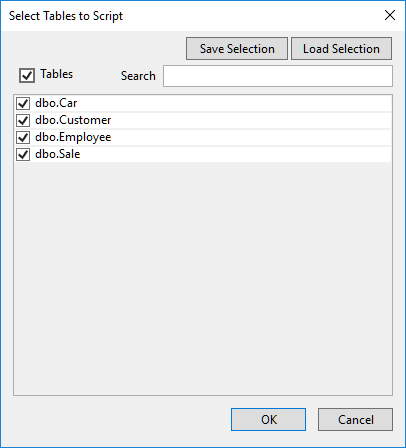 Select Tables to Script
Save Selection Load Selection
Tables Search
dbo.Car
dbo.Customer
dbo.Employee
dbo.Sale
OK Cancel